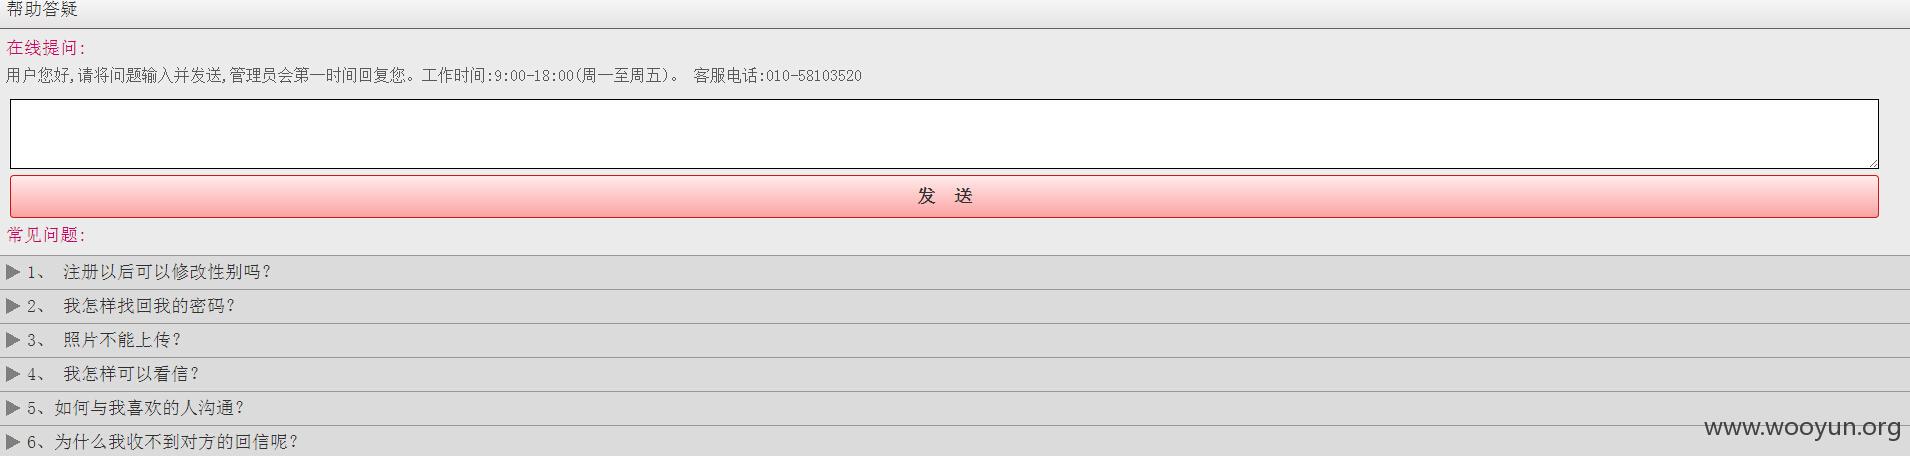 帮助答疑
在线提问:
用户您好,请将问题输入并发送,管理员会第一时间回复您。工作时间:9:00-18:00(周一至周五)。 客服电话:010-58103520
发 送
常见问题:
1、 注册以后可以修改性别吗?
2、 我怎样找回我的密码?
3、 照片不能上传?
4、 我怎样可以看信?
5、如何与我喜欢的人沟通?
6、为什么我收不到对方的回信呢?
www.wooyun.org